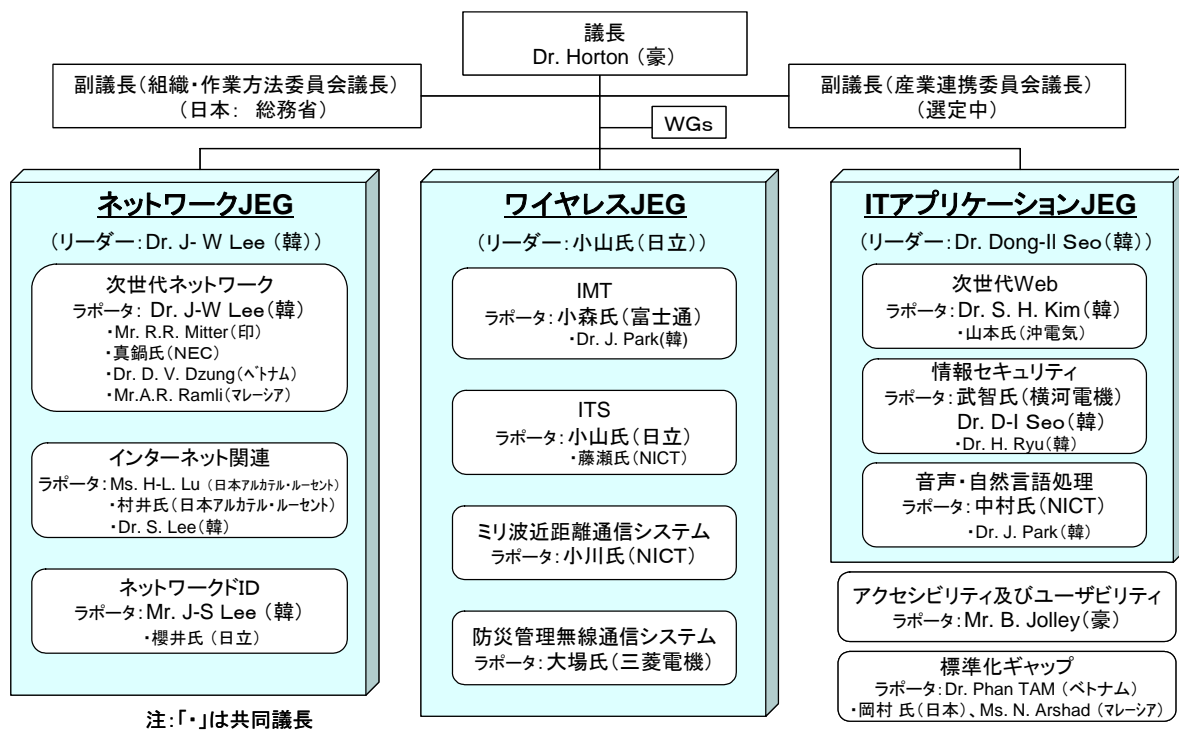 議長
Dr. Horton （豪）
副議長（組織・作業方法委員会議長）
（日本： 総務省）
副議長（産業連携委員会議長）
（選定中）
WGs
ネットワークJEG
（リーダー：Dr. J- W Lee （韓））
次世代ネットワーク
ラポータ： Dr. J-W Lee（韓）
・Mr. R.R. Mitter（印）
・真鍋氏（NEC）
・Dr. D. V. Dzung（ﾍﾞﾄﾅﾑ）
・Mr.A.R. Ramli（ﾏﾚｰｼｱ）
インターネット関連
ラポータ：Ms. H-L. Lu （日本ｱﾙｶﾃﾙ・ﾙｰｾﾝﾄ）
・村井氏（日本ｱﾙｶﾃﾙ・ﾙｰｾﾝﾄ）
・Dr. S. Lee（韓）
ネットワークドID
ラポータ：Mr. J-S Lee （韓）
・櫻井氏 （日立）
注：「・」は共同議長
ワイヤレスJEG
（リーダー：小山氏（日立））
IMT
ラポータ：小森氏（富士通）
・Dr. J. Park(韓)
ITS
ラポータ：小山氏（日立）
・藤瀬氏（NICT）
ミリ波近距離通信システム
ラポータ：小川氏（NICT）
防災管理無線通信システム
ラポータ：大場氏（三菱電機）
ITアプリケーションJEG
（リーダー：Dr. Dong-Il Seo（韓））
次世代Web
ラポータ：Dr. S. H. Kim（韓）
・山本氏（沖電気）
情報セキュリティ
ラポータ：武智氏（横河電機）
Dr. D-I Seo（韓）
・Dr. H. Ryu（韓）
音声・自然言語処理
ラポータ：中村氏（NICT）
・Dr. J. Park（韓）
アクセシビリティ及びユーザビリティ
ラポータ：Mr. B. Jolley（豪）
標準化ギャップ
ラポータ：Dr. Phan TAM （ベトナム）
・岡村 氏（日本）、Ms. N. Arshad （ﾏﾚｰｼｱ）